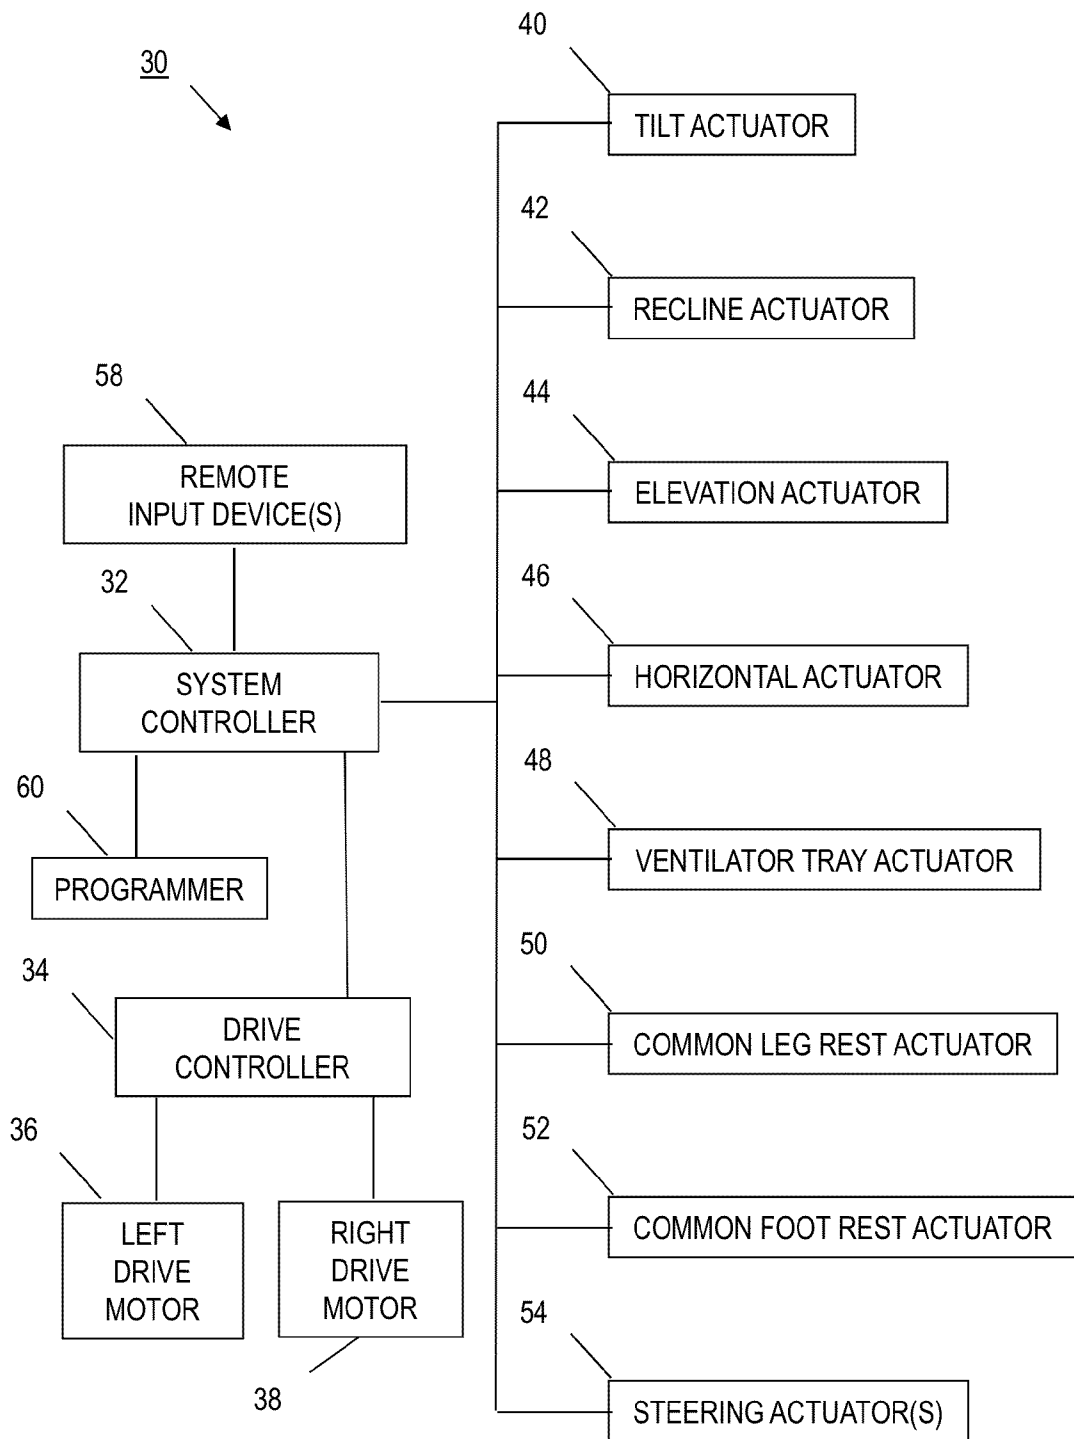 30
40
TILT ACTUATOR
42
RECLINE ACTUATOR
58
REMOTE
INPUT DEVICE(S)
44
ELEVATION ACTUATOR
32
SYSTEM
CONTROLLER
46
HORIZONTAL ACTUATOR
60
PROGRAMMER
48
VENTILATOR TRAY ACTUATOR
34
DRIVE
CONTROLLER
50
COMMON LEG REST ACTUATOR
36
LEFT
DRIVE
MOTOR
RIGHT
DRIVE
MOTOR
38
52
COMMON FOOT REST ACTUATOR
54
STEERING ACTUATOR(S)